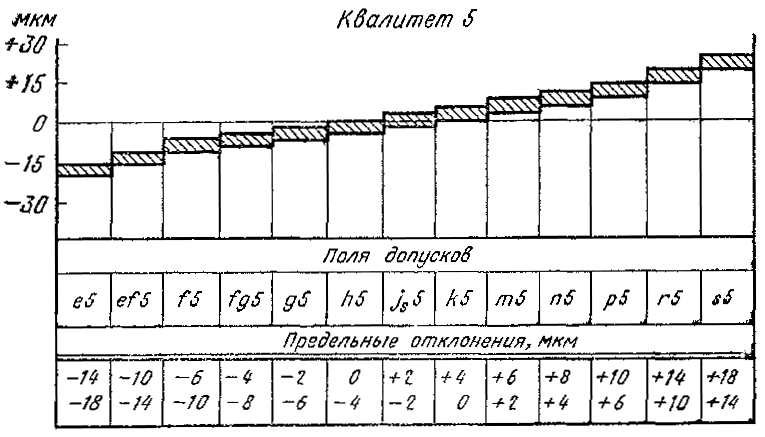 мкм
Квалитет 5
+30
+15
0
−15
−30
Поля допусков
e5 ef5 f5 fg5 g5 h5 js5 k5 m5 n5 p5 r5 s5
Предельные отклонения, мкм
−14 −10 −6 −4 −2 0 +2 +4 +6 +8 +10 +14 +18
−18 −14 −10 −8 −6 −4 −2 0 +2 +4 +6 +10 +14